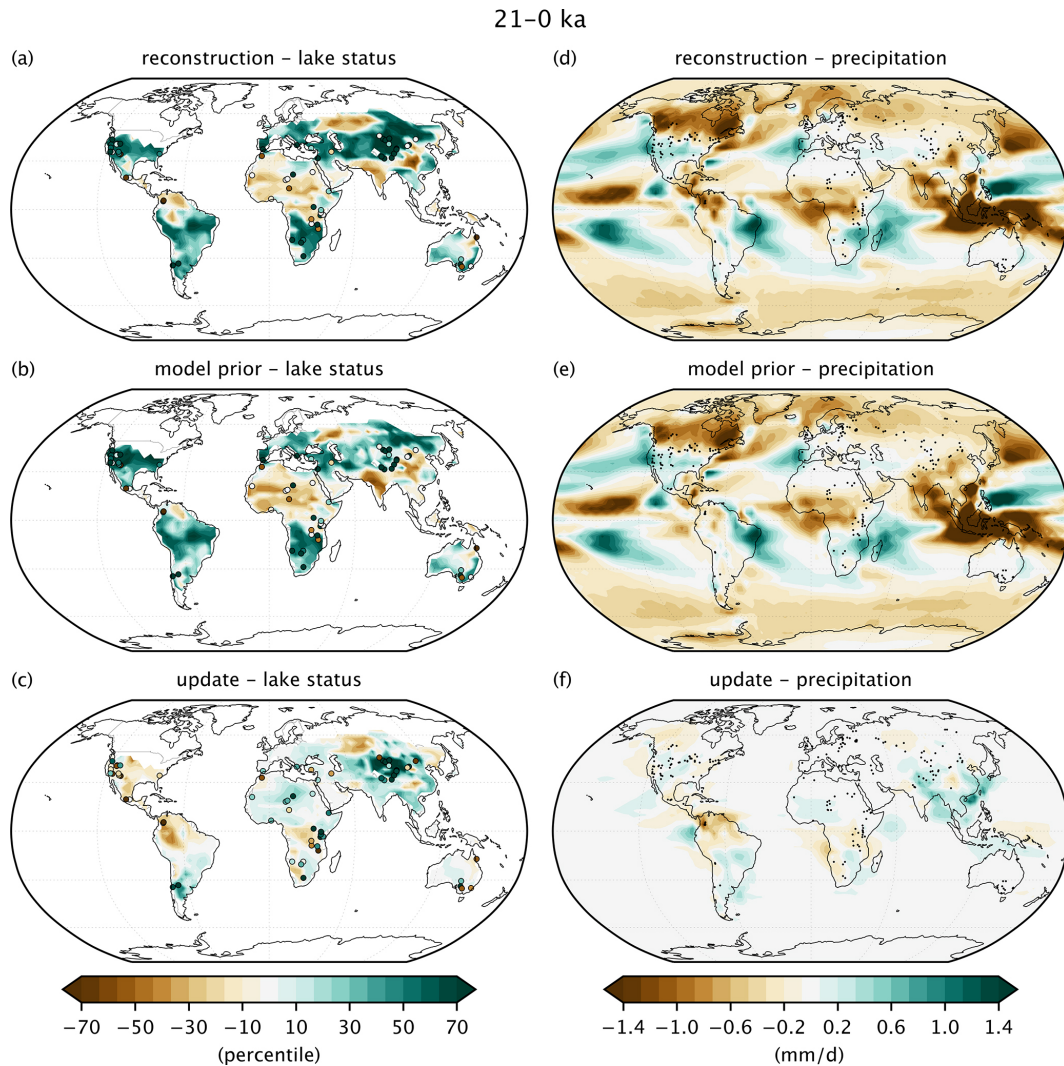 21–0 ka
(a) reconstruction – lake status
(d) reconstruction – precipitation
(b) model prior – lake status
(e) model prior – precipitation
(c) update – lake status
(f) update – precipitation
−70 −50 −30 −10 10 30 50 70
(percentile)
−1.4 −1.0 −0.6 −0.2 0.2 0.6 1.0 1.4
(mm/d)